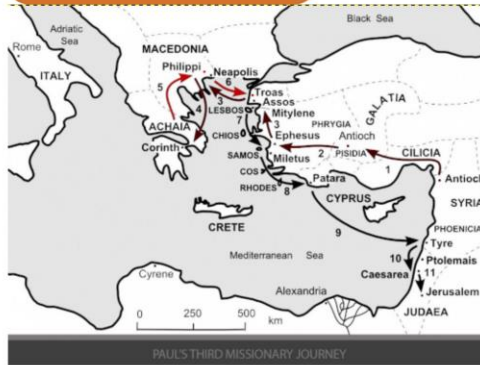 Black Sea
Adriatic
Sea
Rome
ITALY
MACEDONIA
Philippi
Neapolis
6
5
4
3
Troas
Assos
LESBOS
7
Mitylene
3
GALATIA
PHRYGIA
ACHAIA
CHIOS
Ephesus
Antioch
CILICIA
Corinth
2
PISIDIA
1
SAMOS
Miletus
Antioch
COS
Patara
RHODES
8
CYPRUS
SYRIA
CRETE
9
PHOENICIA
Tyre
Mediterranean Sea
10
Ptolemais
Cyrene
Caesarea
11
Alexandria
Jerusalem
0 250 500
km
JUDAEA
PAUL'S THIRD MISSIONARY JOURNEY